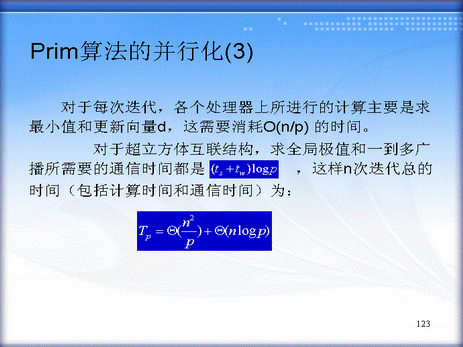 Prim算法的并行化(3)
对于每次迭代，各个处理器上所进行的计算主要是求
最小值和更新向量d，这需要消耗O(n/p) 的时间。
对于超立方体互联结构，求全局极值和一到多广
播所需要的通信时间都是 (t_s + t_w)log p ，这样n次迭代总的
时间（包括计算时间和通信时间）为：
T_p = Θ(n²/p) + Θ(n log p)
123